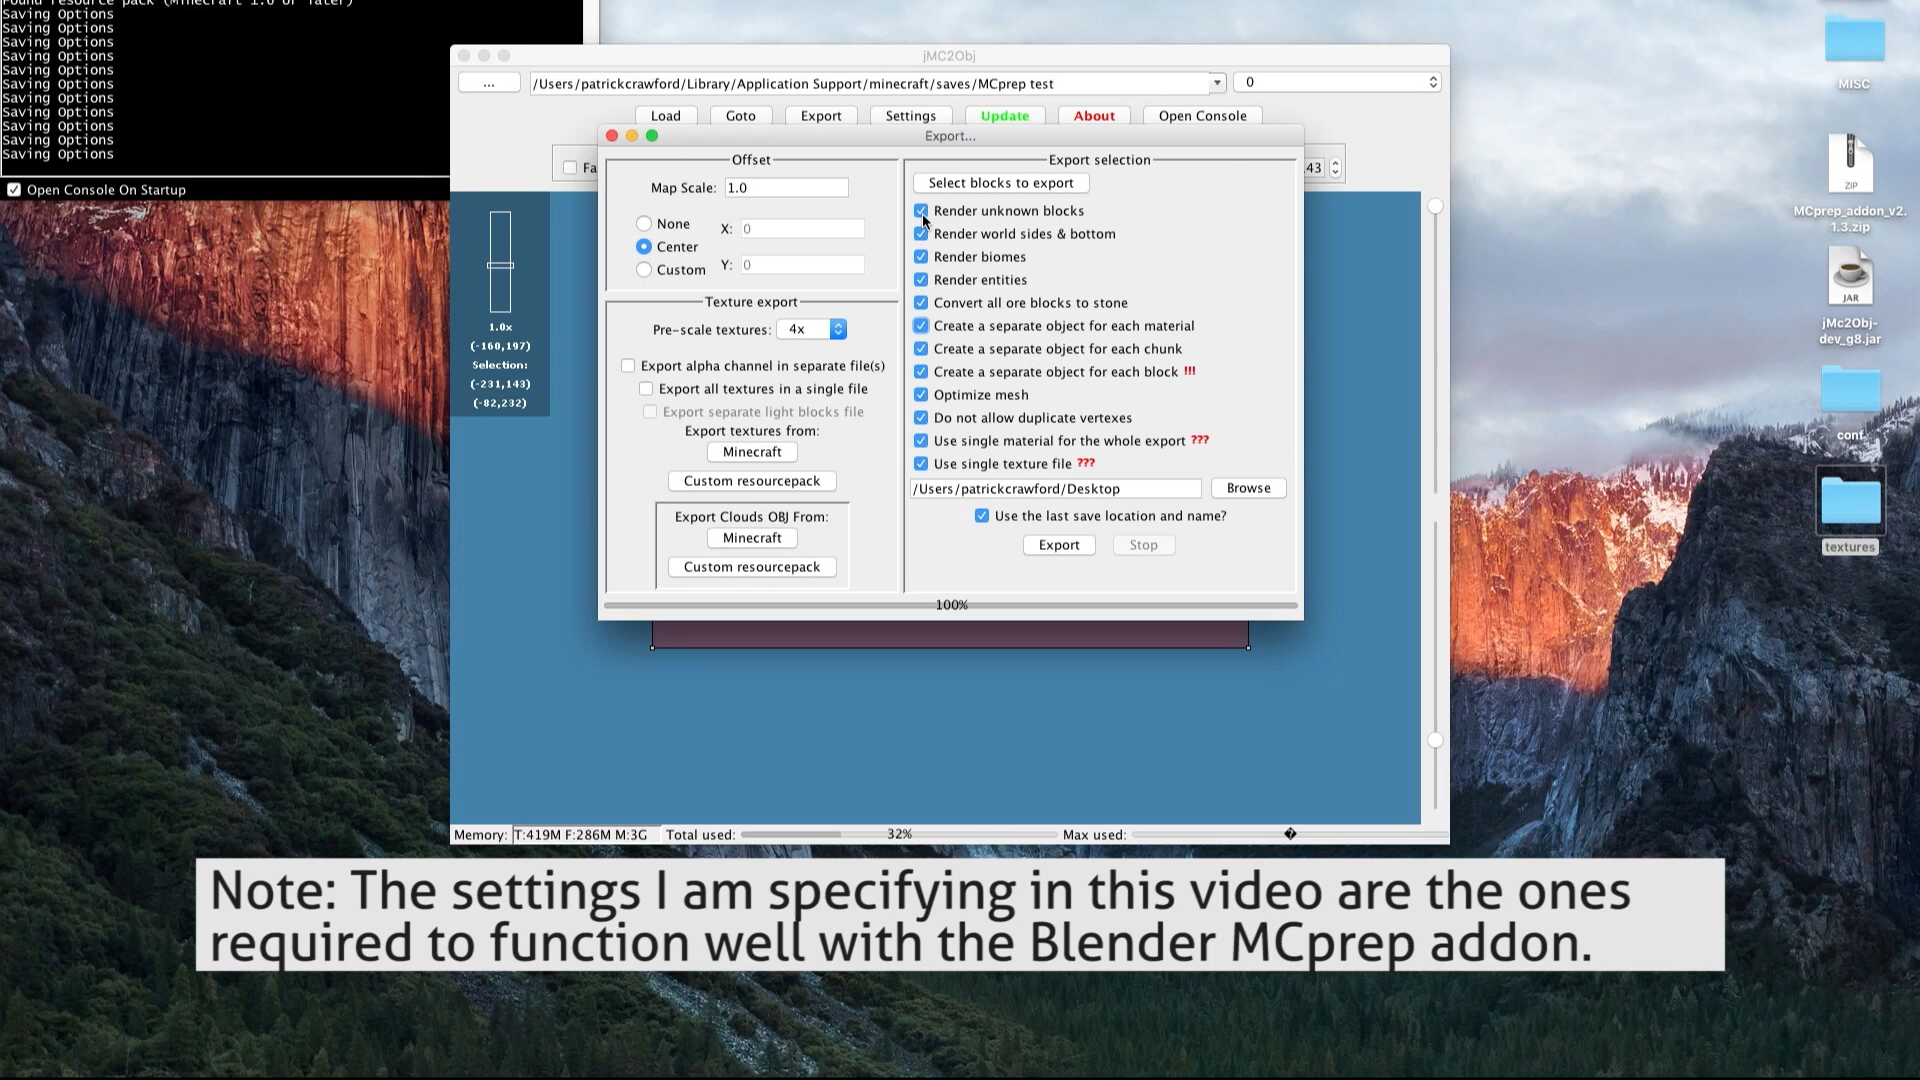 Found resource pack (Minecraft 1.6 or later)
Saving Options
Saving Options
Saving Options
Saving Options
Saving Options
Saving Options
Saving Options
Saving Options
Saving Options
Saving Options
Saving Options
Open Console On Startup
jMC2Obj
...
/Users/patrickcrawford/Library/Application Support/minecraft/saves/MCprep test
0
Load
Goto
Export
Settings
Update
About
Open Console
Fa
43
1.0x
(-160,197)
Selection:
(-231,143)
(-82,232)
Export...
Offset
Map Scale: 1.0
None
Center
Custom
X: 0
Y: 0
Texture export
Pre-scale textures: 4x
Export alpha channel in separate file(s)
Export all textures in a single file
Export separate light blocks file
Export textures from:
Minecraft
Custom resourcepack
Export Clouds OBJ From:
Minecraft
Custom resourcepack
Export selection
Select blocks to export
Render unknown blocks
Render world sides & bottom
Render biomes
Render entities
Convert all ore blocks to stone
Create a separate object for each material
Create a separate object for each chunk
Create a separate object for each block !!!
Optimize mesh
Do not allow duplicate vertexes
Use single material for the whole export ???
Use single texture file ???
/Users/patrickcrawford/Desktop
Browse
Use the last save location and name?
Export
Stop
100%
Memory: T:419M F:286M M:3G
Total used: 32%
Max used: �
MISC
ZIP
MCprep_addon_v2.
1.3.zip
JAR
jMc2Obj-
dev_g8.jar
conf
textures
Note: The settings I am specifying in this video are the ones
required to function well with the Blender MCprep addon.